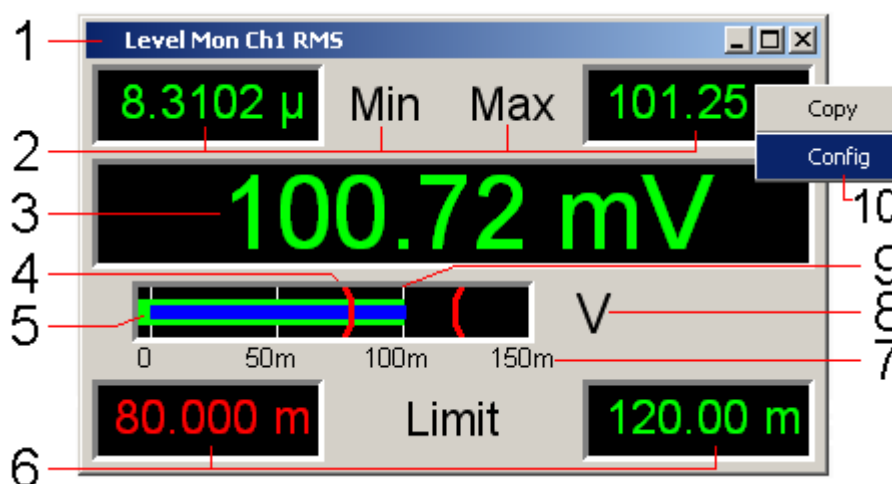 1 Level Mon Ch1 RMS
8.3102 µ Min Max 101.25
Copy
Config
2
10
3 100.72 mV
4 9
5 V 8
0 50m 100m 150m 7
80.000 m Limit 120.00 m
6